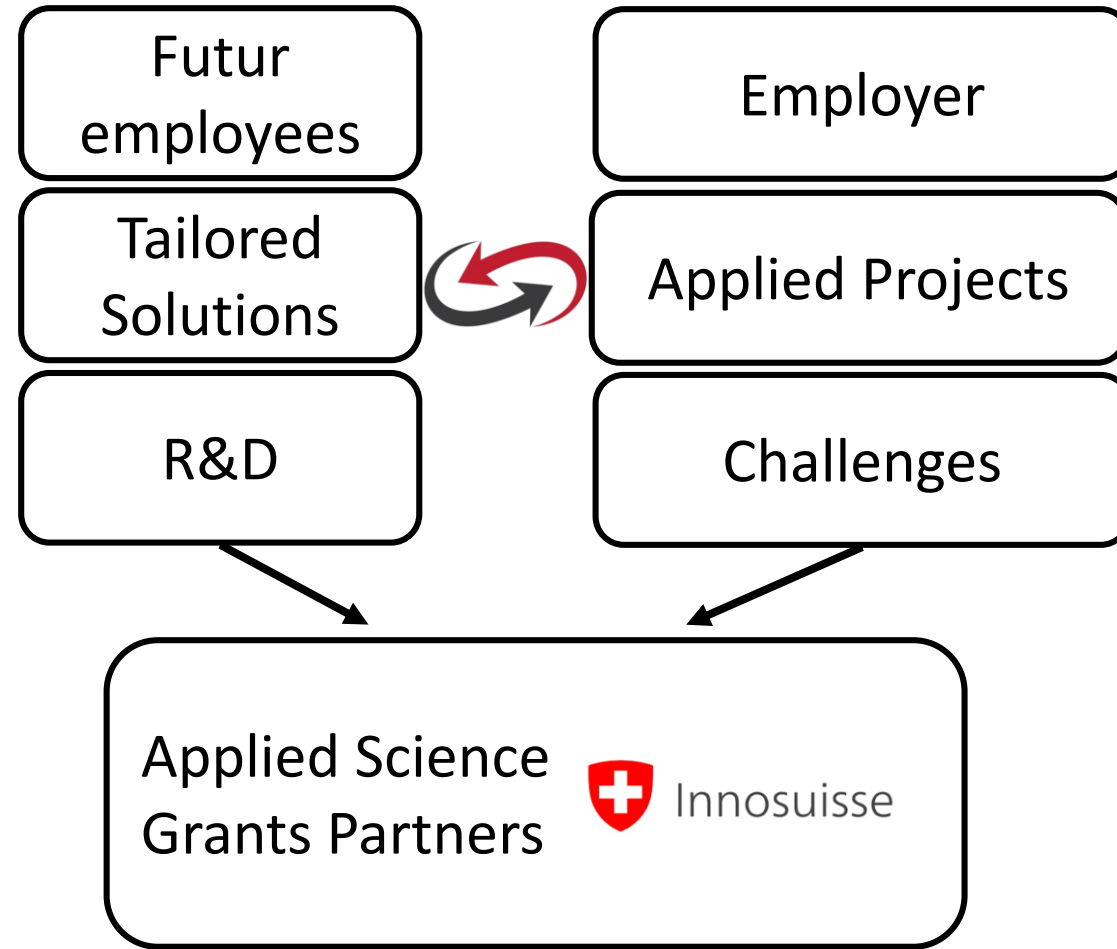 Futur
employees
Tailored
Solutions
R&D
Employer
Applied Projects
Challenges
Applied Science
Grants Partners
Innosuisse